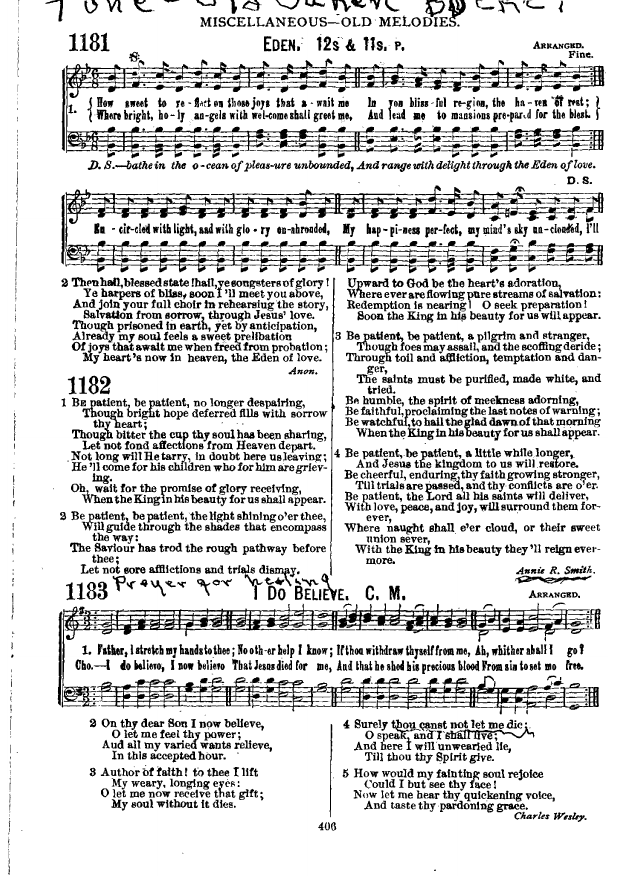 Tune -
MISCELLANEOUS—OLD MELODIES.
1181
EDEN. 12s & 11s. P.
ARRANGED.
Fine.
1. { How sweet to re - flect on those joys that a - wait me In yon bliss - ful re - gion, the ha - ven of rest; }
{ Where bright, ho - ly an - gels with wel - come shall greet me, And lead me to mansions pre - pared for the blest. }
D. S.—bathe in the o - cean of pleas - ure unbounded, And range with delight through the Eden of love.
D. S.
En - cir - cled with light, and with glo - ry en - shrouded, My hap - pi - ness per - fect, my mind's sky un - clouded, I'll
2 Then hail, blessed state! hail, ye songsters of glory!
Ye harpers of bliss, soon I'll meet you above,
And join your full choir in rehearsing the story,
Salvation from sorrow, through Jesus' love.
Though prisoned in earth, yet by anticipation,
Already my soul feels a sweet prelibation
Of joys that await me when freed from probation;
My heart's now in heaven, the Eden of love.
Anon.
1182
1 BE patient, be patient, no longer despairing,
Though bright hope deferred fills with sorrow
thy heart;
Though bitter the cup thy soul has been sharing,
Let not fond affections from Heaven depart.
Not long will He tarry, in doubt here us leaving;
He'll come for his children who for him are griev-
ing.
Oh, wait for the promise of glory receiving,
When the King in his beauty for us shall appear.
2 Be patient, be patient, the light shining o'er thee,
Will guide through the shades that encompass
the way:
The Saviour has trod the rough pathway before
thee;
Let not sore afflictions and trials dismay.
Upward to God be the heart's adoration,
Where ever are flowing pure streams of salvation:
Redemption is nearing! O seek preparation!
Soon the King in his beauty for us will appear.
3 Be patient, be patient, a pilgrim and stranger,
Though foes may assail, and the scoffing deride;
Through toil and affliction, temptation and dan-
ger,
The saints must be purified, made white, and
tried.
Be humble, the spirit of meekness adorning,
Be faithful, proclaiming the last notes of warning;
Be watchful, to hail the glad dawn of that morning
When the King in his beauty for us shall appear.
4 Be patient, be patient, a little while longer,
And Jesus the kingdom to us will restore.
Be cheerful, enduring, thy faith growing stronger,
Till trials are passed, and thy conflicts are o'er.
Be patient, the Lord all his saints will deliver,
With love, peace, and joy, will surround them for-
ever,
Where naught shall e'er cloud, or their sweet
union sever,
With the King in his beauty they'll reign ever-
more.
Annie R. Smith.
1183
Prayer for healing
I DO BELIEVE. C. M.
ARRANGED.
1. Father, I stretch my hands to thee; No oth - er help I know; If thou withdraw thyself from me, Ah, whither shall I go?
Cho.—I do believe, I now believe That Jesus died for me, And that he shed his precious blood From sin to set me free.
2 On thy dear Son I now believe,
O let me feel thy power;
And all my varied wants relieve,
In this accepted hour.
3 Author of faith! to thee I lift
My weary, longing eyes:
O let me now receive that gift;
My soul without it dies.
4 Surely thou canst not let me die;
O speak, and I shall live;
And here I will unwearied lie,
Till thou thy Spirit give.
5 How would my fainting soul rejoice
Could I but see thy face!
Now let me hear thy quickening voice,
And taste thy pardoning grace.
Charles Wesley.
406